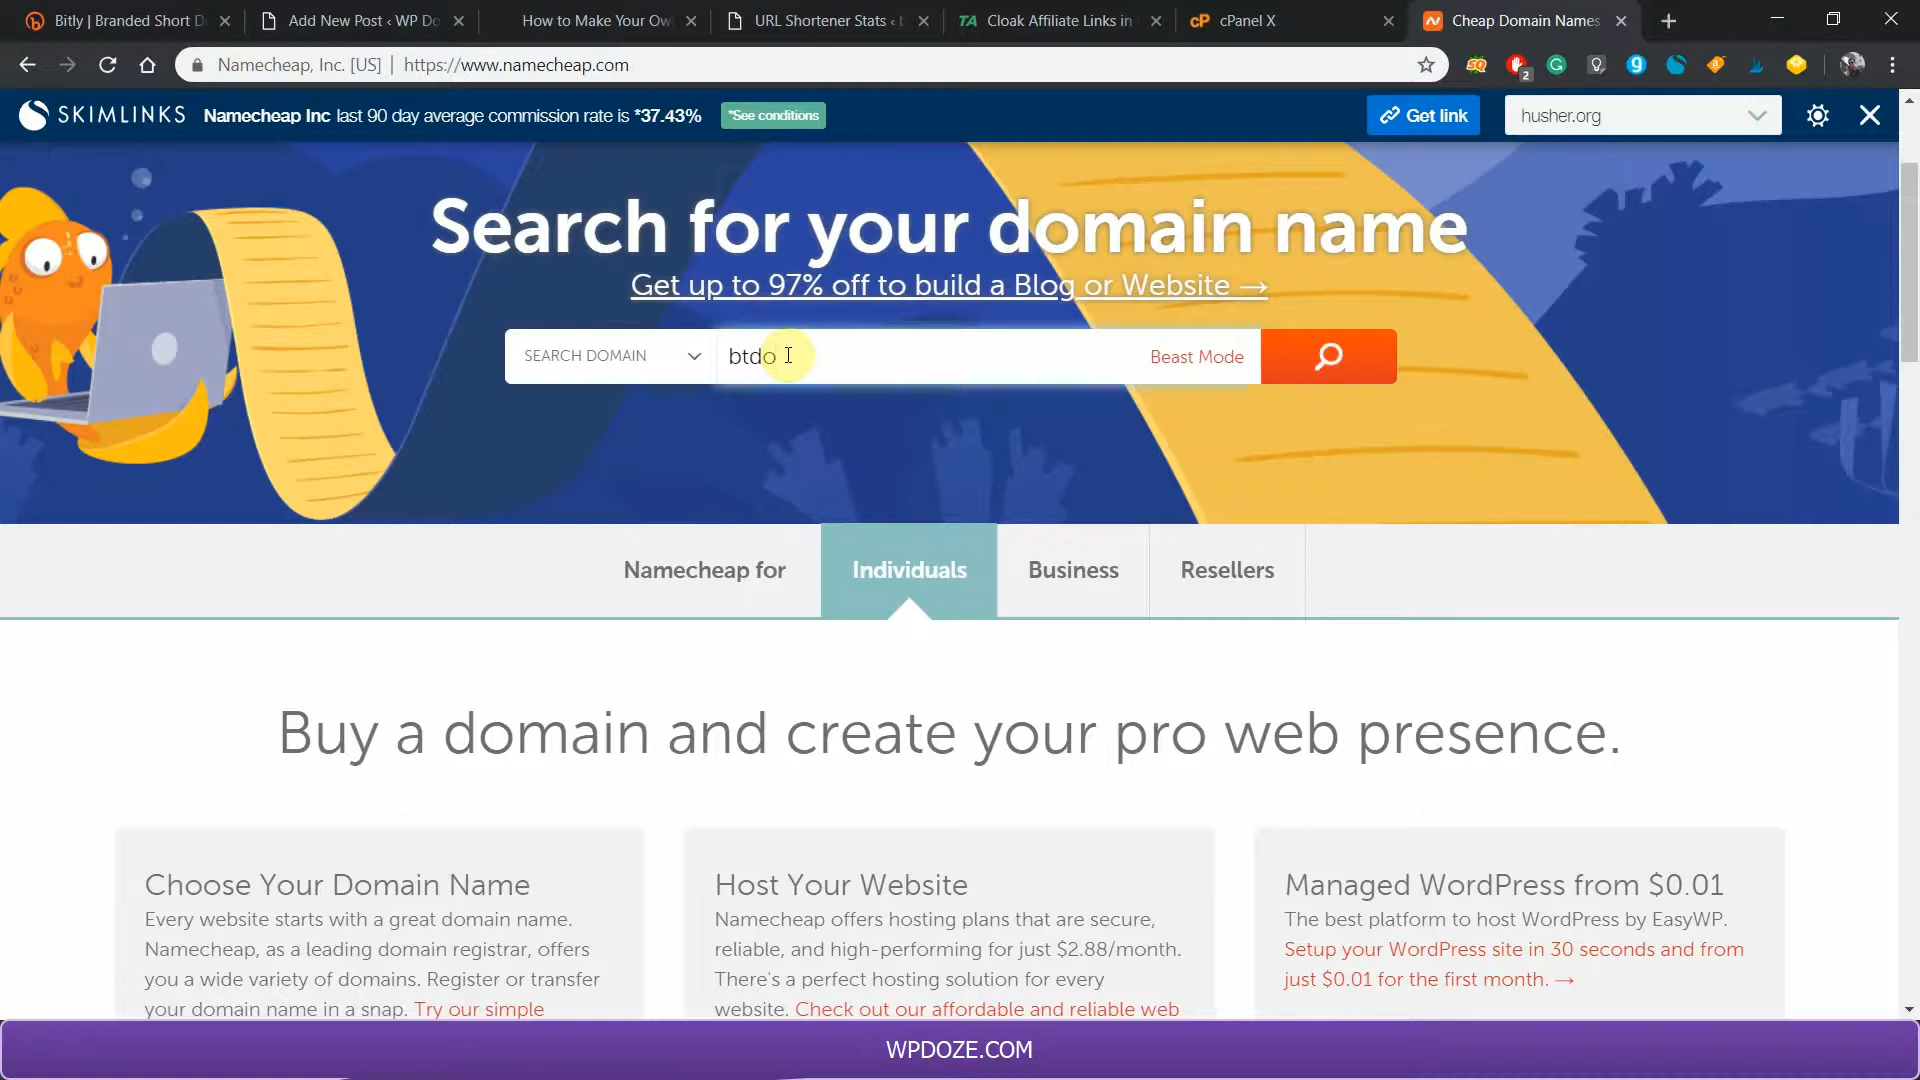 Bitly | Branded Short D
Add New Post ‹ WP Do
How to Make Your Ow
URL Shortener Stats ‹ b
TA Cloak Affiliate Links in
cP cPanel X
Cheap Domain Names
Namecheap, Inc. [US] | https://www.namecheap.com
2
SKIMLINKS Namecheap Inc last 90 day average commission rate is *37.43% *See conditions Get link husher.org
Search for your domain name
Get up to 97% off to build a Blog or Website →
SEARCH DOMAIN btdo Beast Mode
Namecheap for Individuals Business Resellers
Buy a domain and create your pro web presence.
Choose Your Domain Name
Every website starts with a great domain name.
Namecheap, as a leading domain registrar, offers
you a wide variety of domains. Register or transfer
your domain name in a snap. Try our simple
Host Your Website
Namecheap offers hosting plans that are secure,
reliable, and high-performing for just $2.88/month.
There's a perfect hosting solution for every
website. Check out our affordable and reliable web
Managed WordPress from $0.01
The best platform to host WordPress by EasyWP.
Setup your WordPress site in 30 seconds and from
just $0.01 for the first month. →
WPDOZE.COM